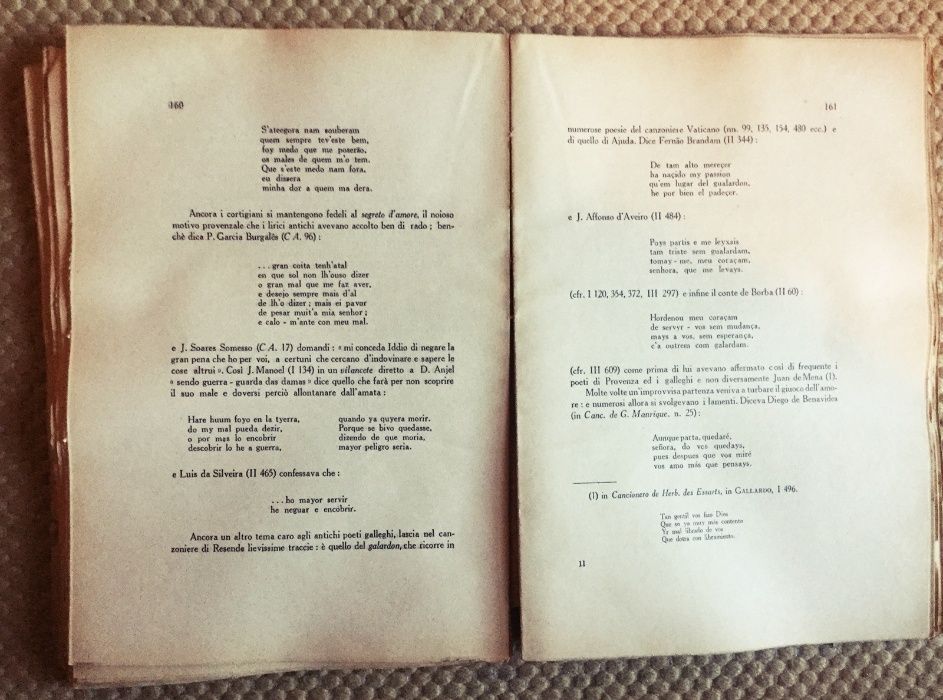 160
S'ateegora nam souberam
quem sempre tev'este bem,
foy medo que me poserão,
os males de quem m'o tem.
Que s'este medo nam fora,
eu dissera
minha dor a quem ma dera.
Ancora i cortigiani si mantengono fedeli al segreto d'amore, il noioso
motivo provenzale che i lirici antichi avevano accolto ben di rado ; ben-
chè dica P. Garcia Burgalês (C A. 96) :
...gran coita tenh'atal
en que sol non lh'ouso dizer
o gran mal que me faz aver,
e desejo sempre mais d'al
de lh'o dizer ; mais ei pavor
de pesar muit'a mia senhor ;
e calo - m'ante con meu mal.
e J. Soares Somesso (C A. 17) domandi : « mi conceda Iddio di negare la
gran pena che ho per voi, a certuni che cercano d'indovinare e sapere le
cose altrui ». Così J. Manoel (I 134) in un vilancete diretto a D. Anjel
« sendo guerra - guarda das damas » dice quello che farà per non scoprire
il suo male e doversi perciò allontanare dall'amata :
Hare huum foyo en la tyerra,
do my mal pueda dezir,
o por mas lo encobrir
descobrir lo he a guerra,
quando ya quyera morir.
Porque se bivo quedasse,
dizendo de que moria,
mayor peligro seria.
e Luis da Silveira (II 465) confessava che :
...ho mayor servir
he neguar e encobrir.
Ancora un altro tema caro agli antichi poeti galleghi, lascia nel can-
zoniere di Resende lievissime traccie : è quello del galardon, che ricorre in
161
numerose poesie del canzoniere Vaticano (nn. 99, 135, 154, 480 ecc.) e
di quello di Ajuda. Dice Fernão Brandam (II 344) :
De tam alto mereçer
ha naçido my passion
qu'em lugar del gualardon,
he por bien el padeçer.
e J. Affonso d'Aveiro (II 484) :
Poys partis e me leyxais
tam triste sem gualardam,
tomay - me, meu coraçam,
senhora, que me levays.
(cfr. I 120, 354, 372, III 297) e infine il conte de Borba (II 60) :
Hordenou meu coraçam
de servyr - vos sem mudança,
mays a vos, sem esperança,
c'a outrem com galardam.
(cfr. III 609) come prima di lui avevano affermato così di frequente i
poeti di Provenza ed i galleghi e non diversamente Juan de Mena (1).
Molte volte un'improvvisa partenza veniva a turbare il giuoco dell'amo-
re : e numerosi allora si svolgevano i lamenti. Diceva Diego de Benavides
(in Canc. de G. Manrique. n. 25) :
Aunque parta, quedaré,
señora, do vos quedays,
pues despues que vos miré
vos amo más que pensays.
(1) in Cancionero de Herb. des Essarts, in GALLARDO, I 496.
Tan gentil vos fizo Dios
Que so yo muy más contento
Yr mal librado de vos
Que dotra con libramiento.
11